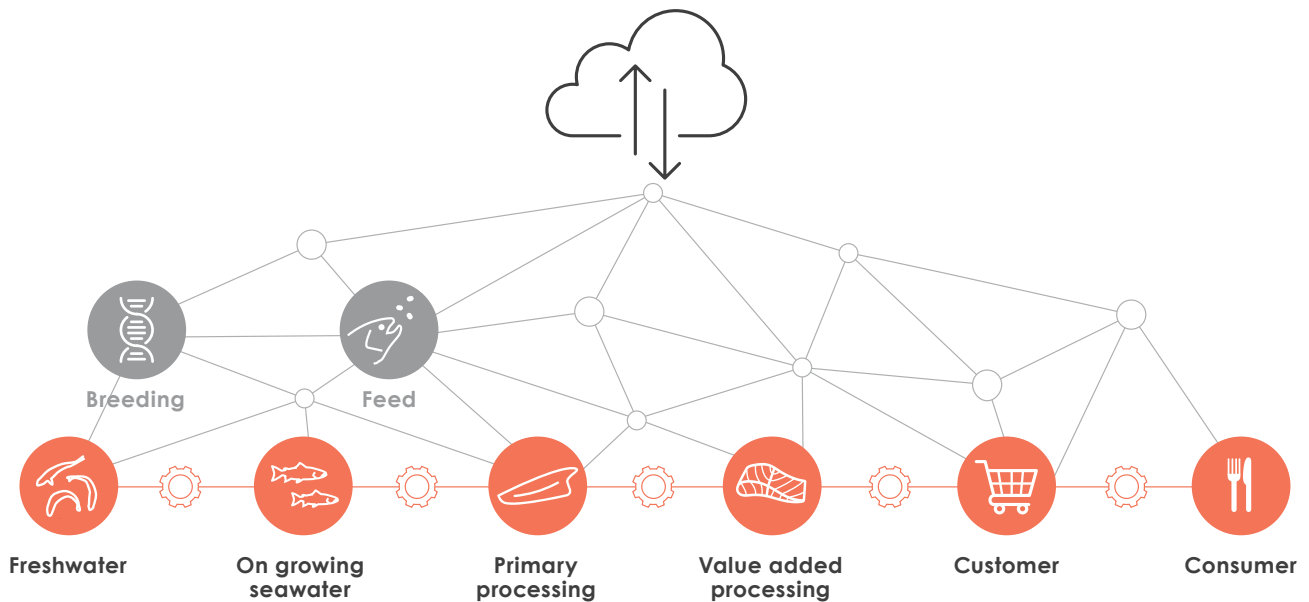 Breeding
Feed
Freshwater
On growing
seawater
Primary
processing
Value added
processing
Customer
Consumer